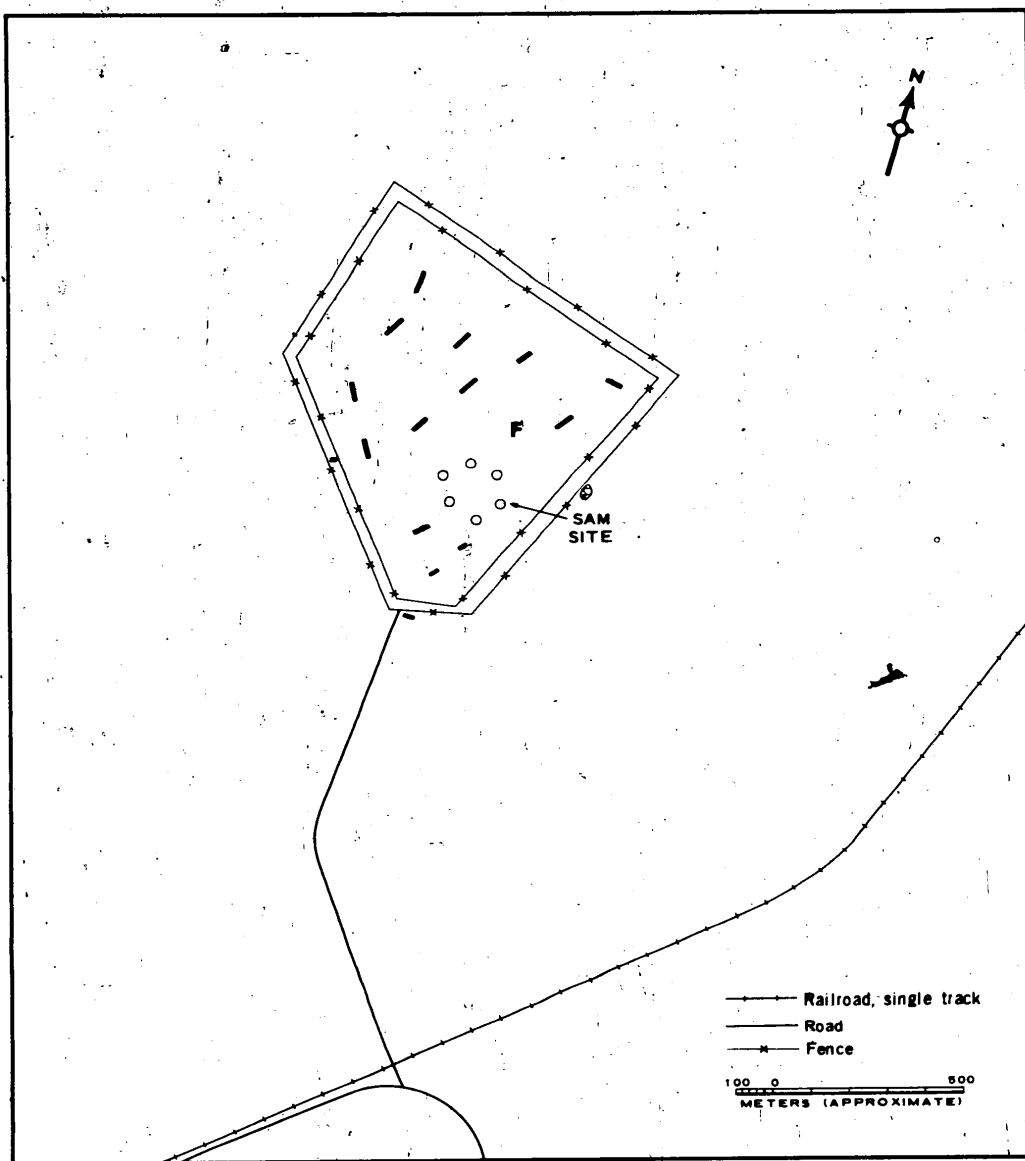 N
F
SAM
SITE
Railroad, single track
Road
Fence
100 0 500
METERS (APPROXIMATE)